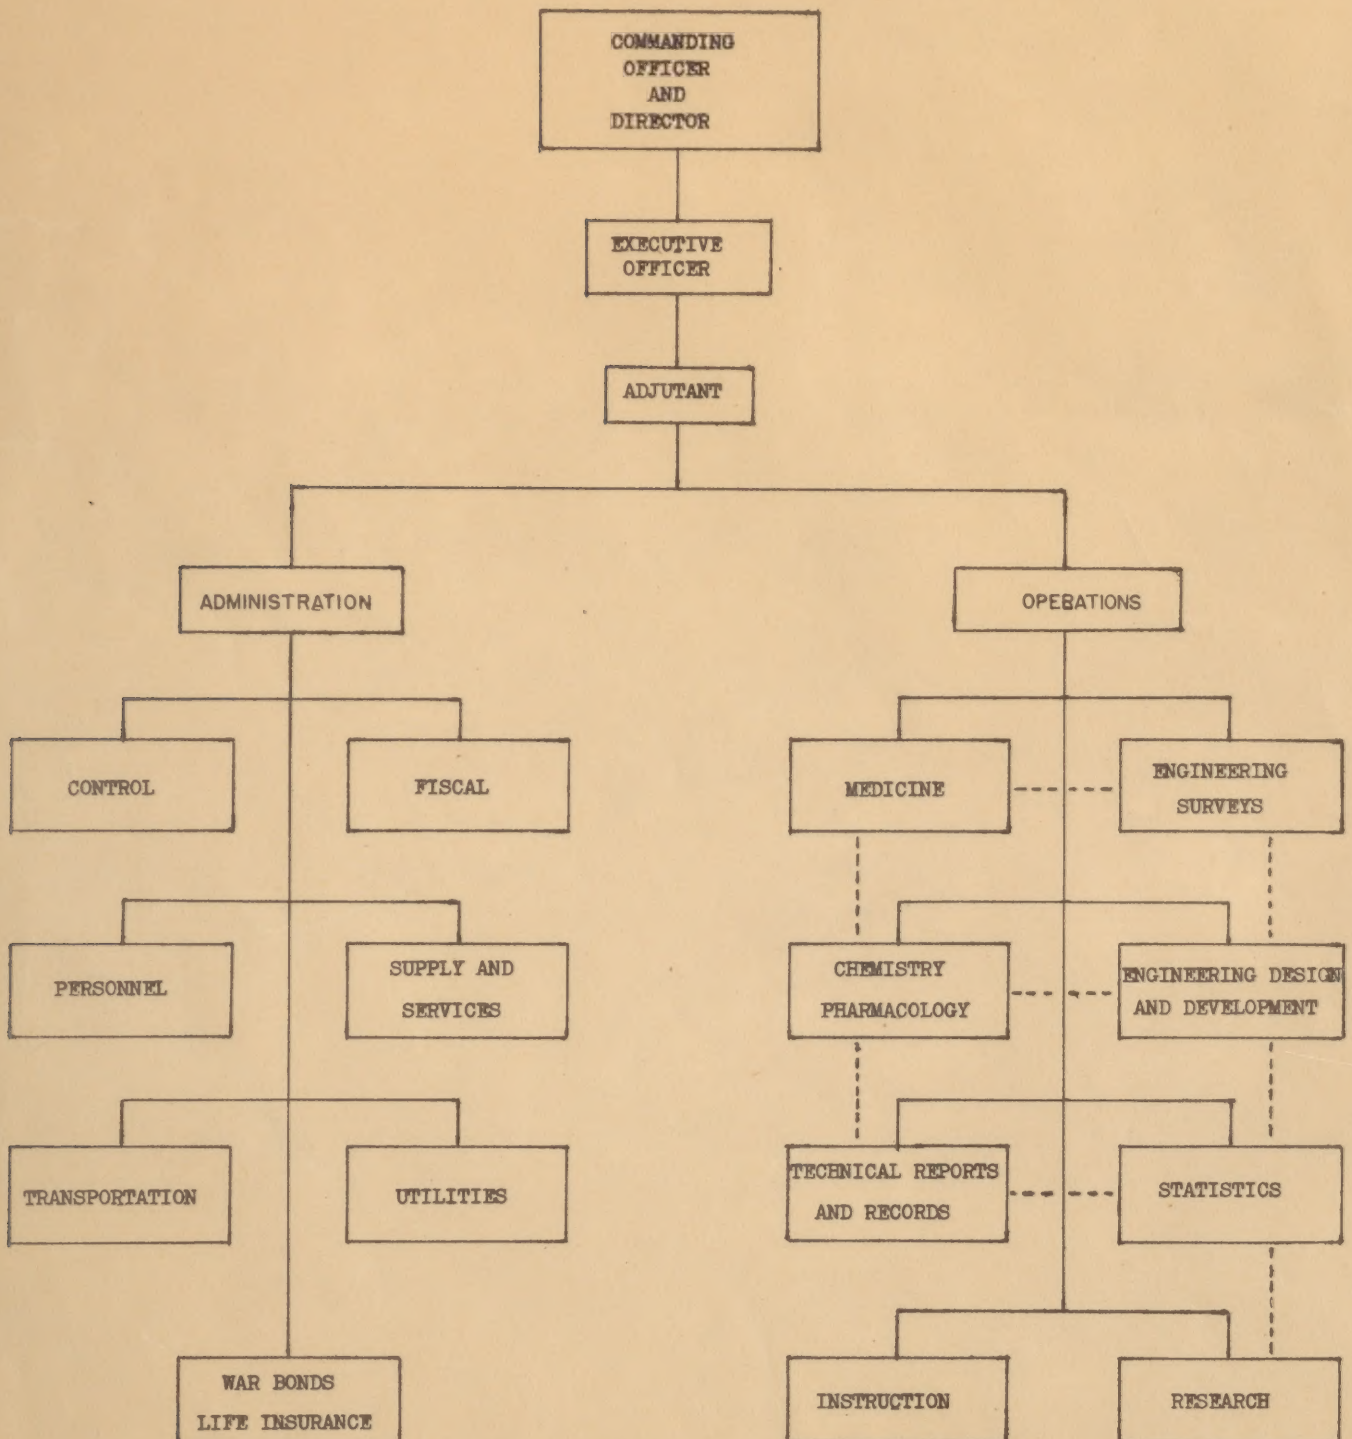 COMMANDING
OFFICER
AND
DIRECTOR
EXECUTIVE
OFFICER
ADJUTANT
ADMINISTRATION
OPERATIONS
CONTROL
FISCAL
MEDICINE
ENGINEERING
SURVEYS
PERSONNEL
SUPPLY AND
SERVICES
CHEMISTRY
PHARMACOLOGY
ENGINEERING DESIGN
AND DEVELOPMENT
TRANSPORTATION
UTILITIES
TECHNICAL REPORTS
AND RECORDS
STATISTICS
WAR BONDS
LIFE INSURANCE
INSTRUCTION
RESEARCH